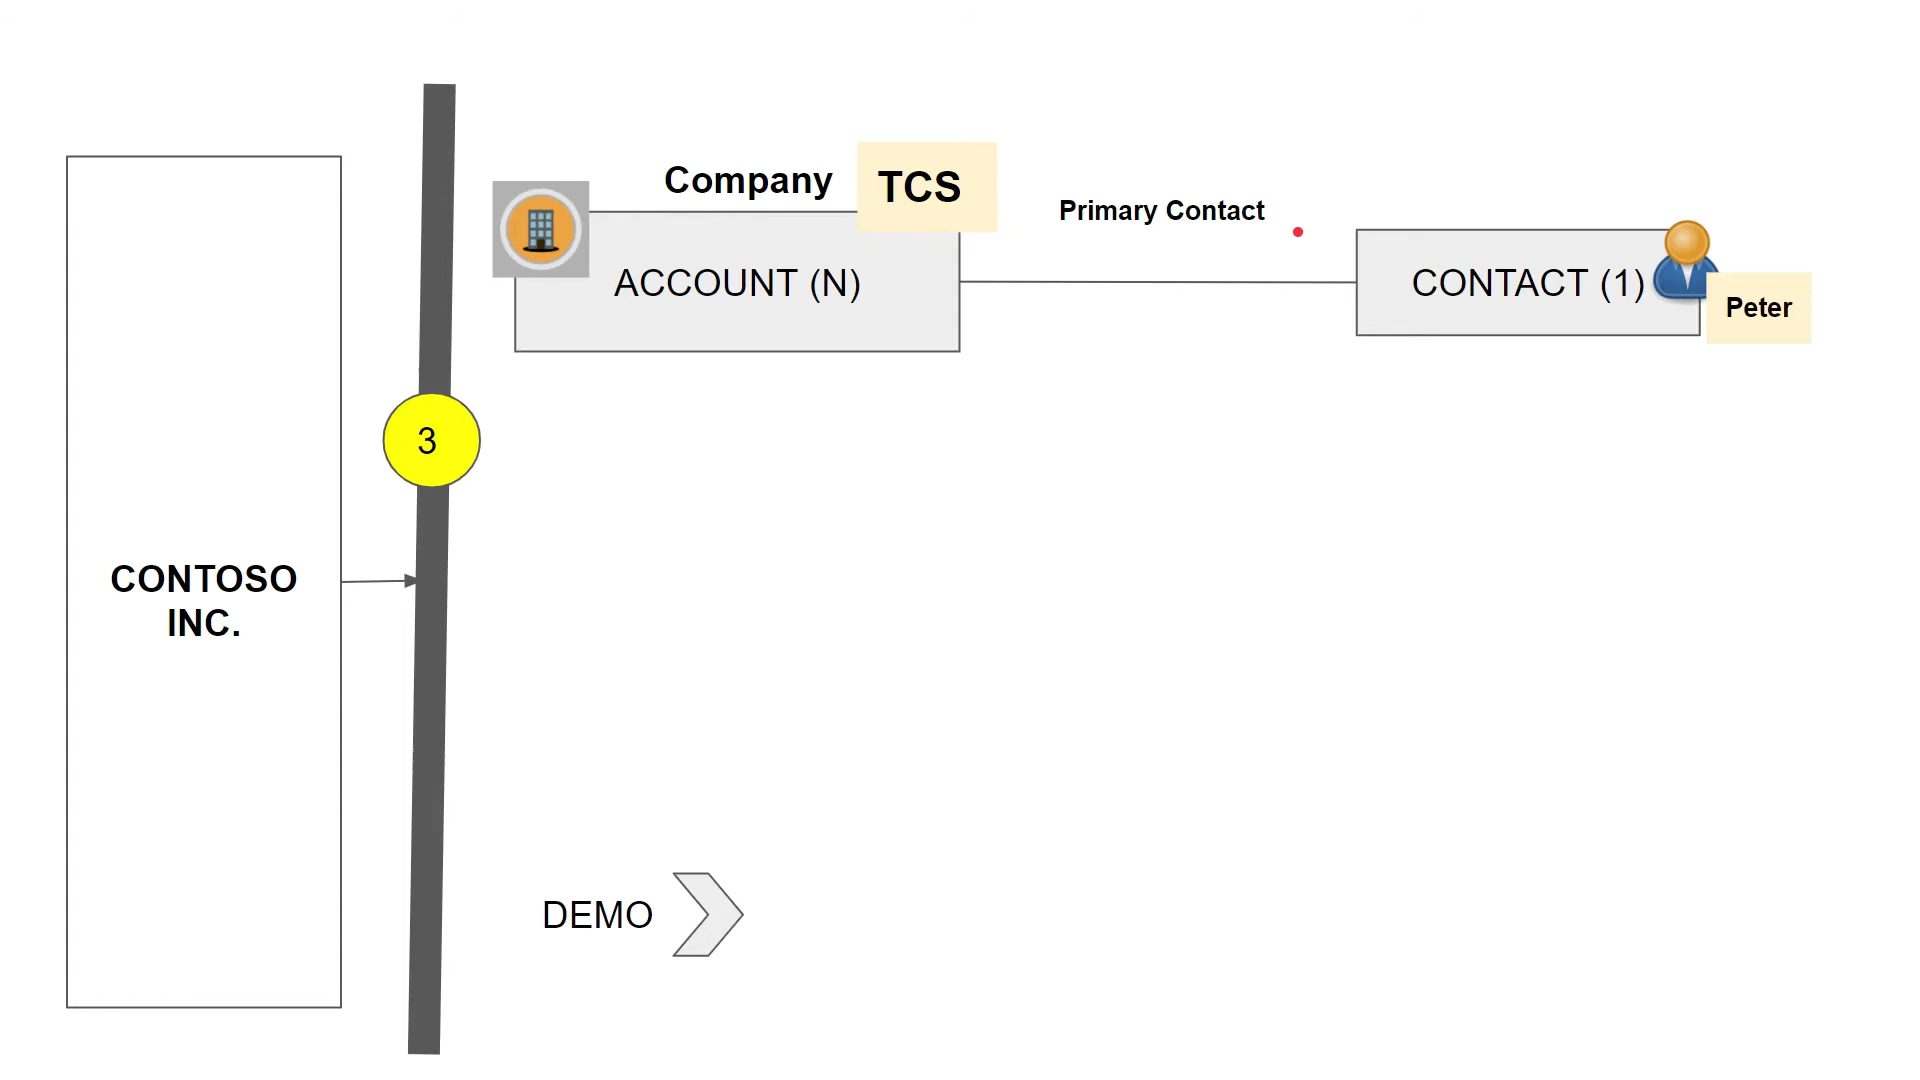 Company
TCS
Primary Contact
ACCOUNT (N)
CONTACT (1)
Peter
3
CONTOSO
INC.
DEMO